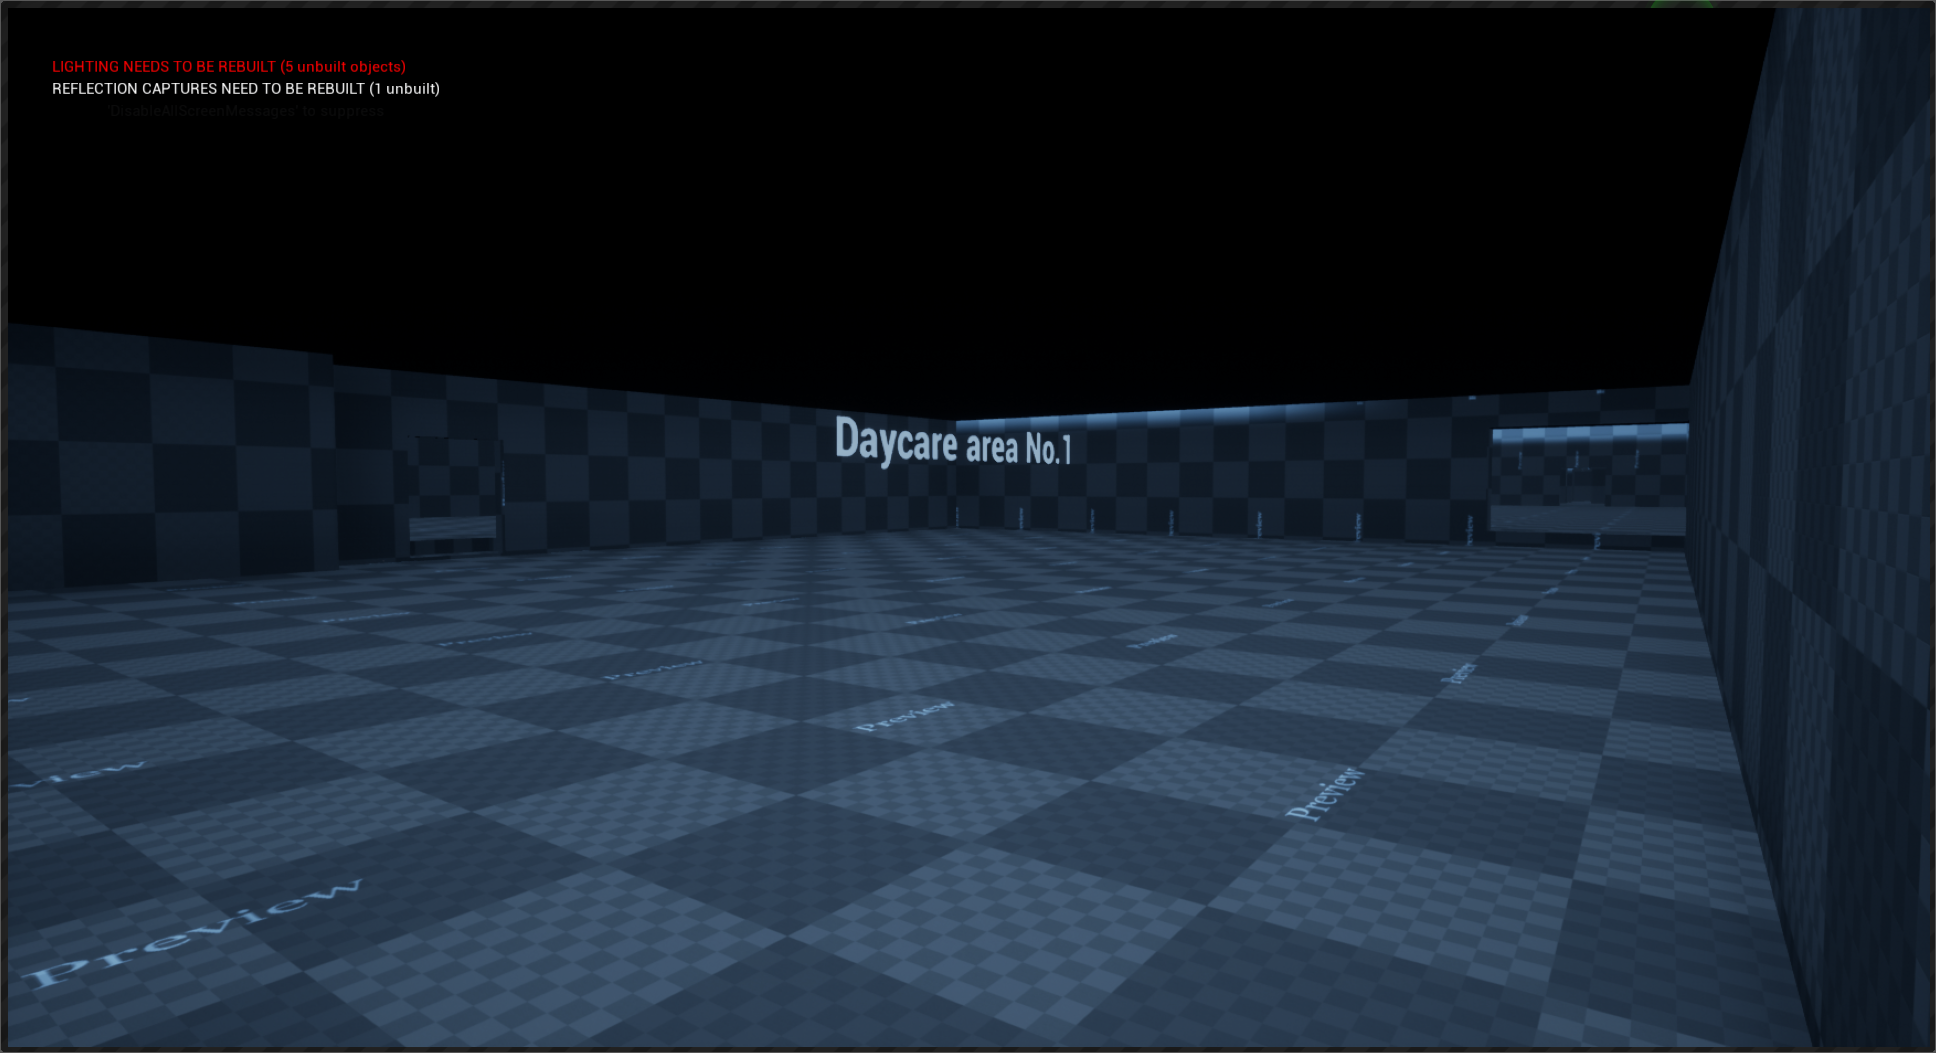 LIGHTING NEEDS TO BE REBUILT (5 unbuilt objects)
REFLECTION CAPTURES NEED TO BE REBUILT (1 unbuilt)
'DisableAllScreenMessages' to suppress
Daycare area No.1
Preview
Preview
Preview
Preview
Preview
Preview